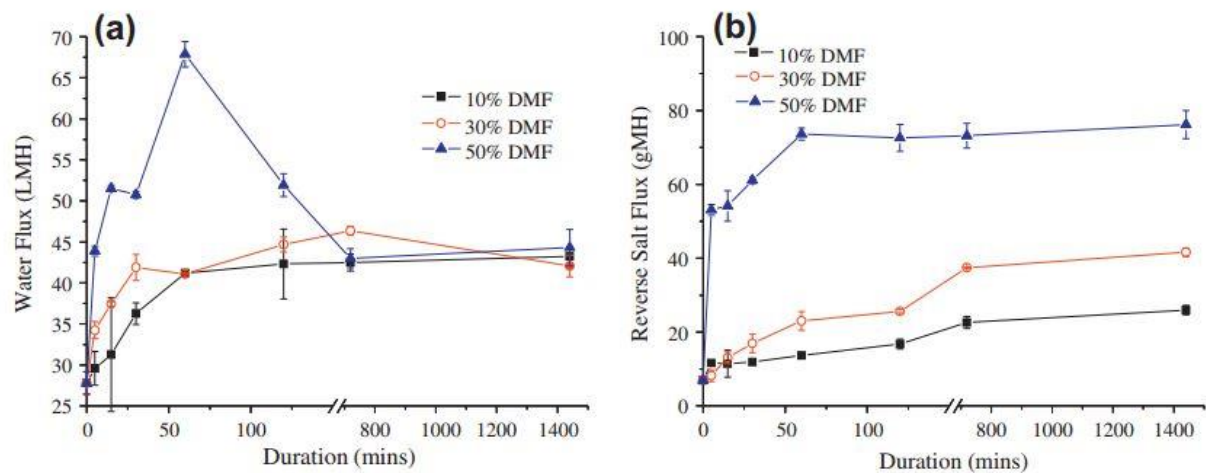 (a)
70
65
60
55
50
45
40
35
30
25
Water Flux (LMH)
10% DMF
30% DMF
50% DMF
0
50
100
800
1000
1200
1400
Duration (mins)
(b)
100
80
60
40
20
0
Reverse Salt Flux (gMH)
10% DMF
30% DMF
50% DMF
0
50
100
800
1000
1200
1400
Duration (mins)